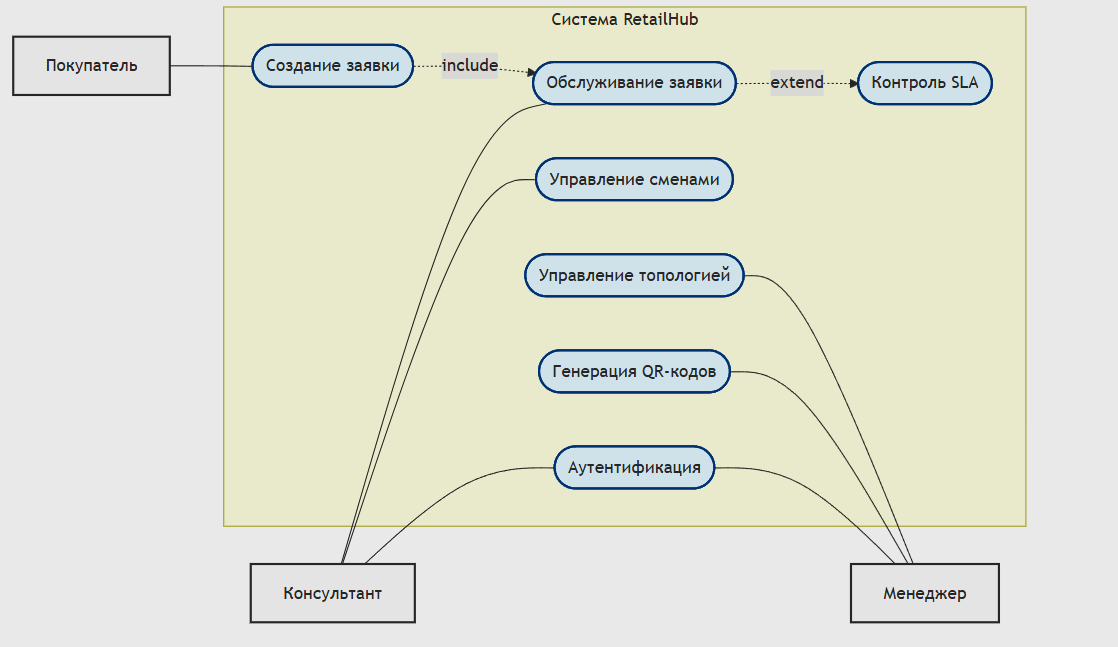 Система RetailHub
Покупатель
Создание заявки
include
Обслуживание заявки
extend
Контроль SLA
Управление сменами
Управление топологией
Генерация QR-кодов
Аутентификация
Консультант
Менеджер